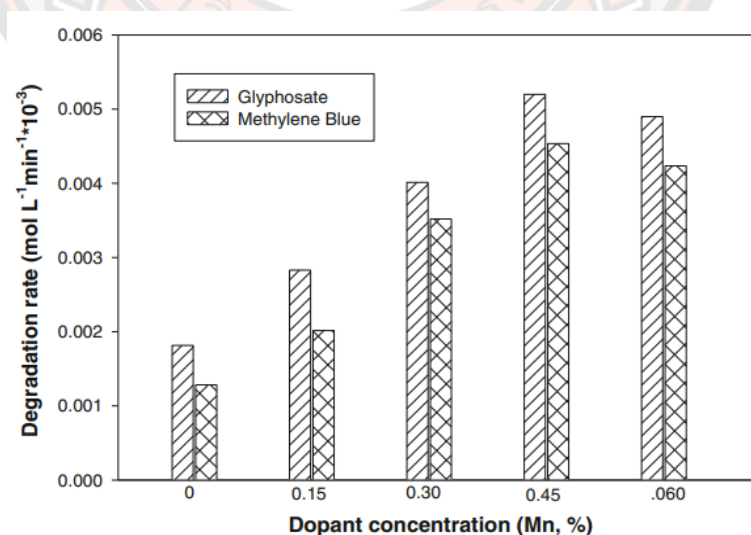 0.006
0.005
0.004
0.003
0.002
0.001
0.000
Degradation rate (mol L⁻¹min⁻¹*10⁻³)
Glyphosate
Methylene Blue
0 0.15 0.30 0.45 .060
Dopant concentration (Mn, %)